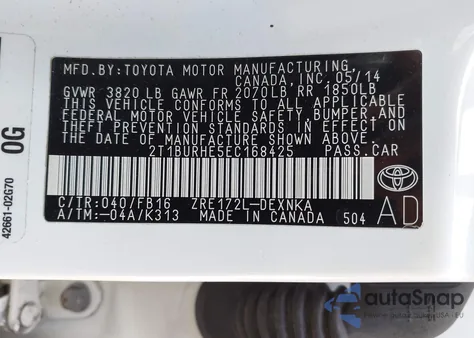 MFD.BY:TOYOTA MOTOR MANUFACTURING,
CANADA, INC. 05/14
GVWR 3820 LB GAWR FR 2070LB RR 1850LB
THIS VEHICLE CONFORMS TO ALL APPLICABLE
FEDERAL MOTOR VEHICLE SAFETY, BUMPER AND
THEFT PREVENTION STANDARDS IN EFFECT ON
THE DATE OF MANUFACTURE SHOWN ABOVE.
2T1BURHE5EC168425 PASS.CAR
C/TR:040/FB16 ZRE172L-DEXNKA
A/TM:-04A/K313 MADE IN CANADA 504
TOYOTA
AD
42661-02G70
0G
autoSnap